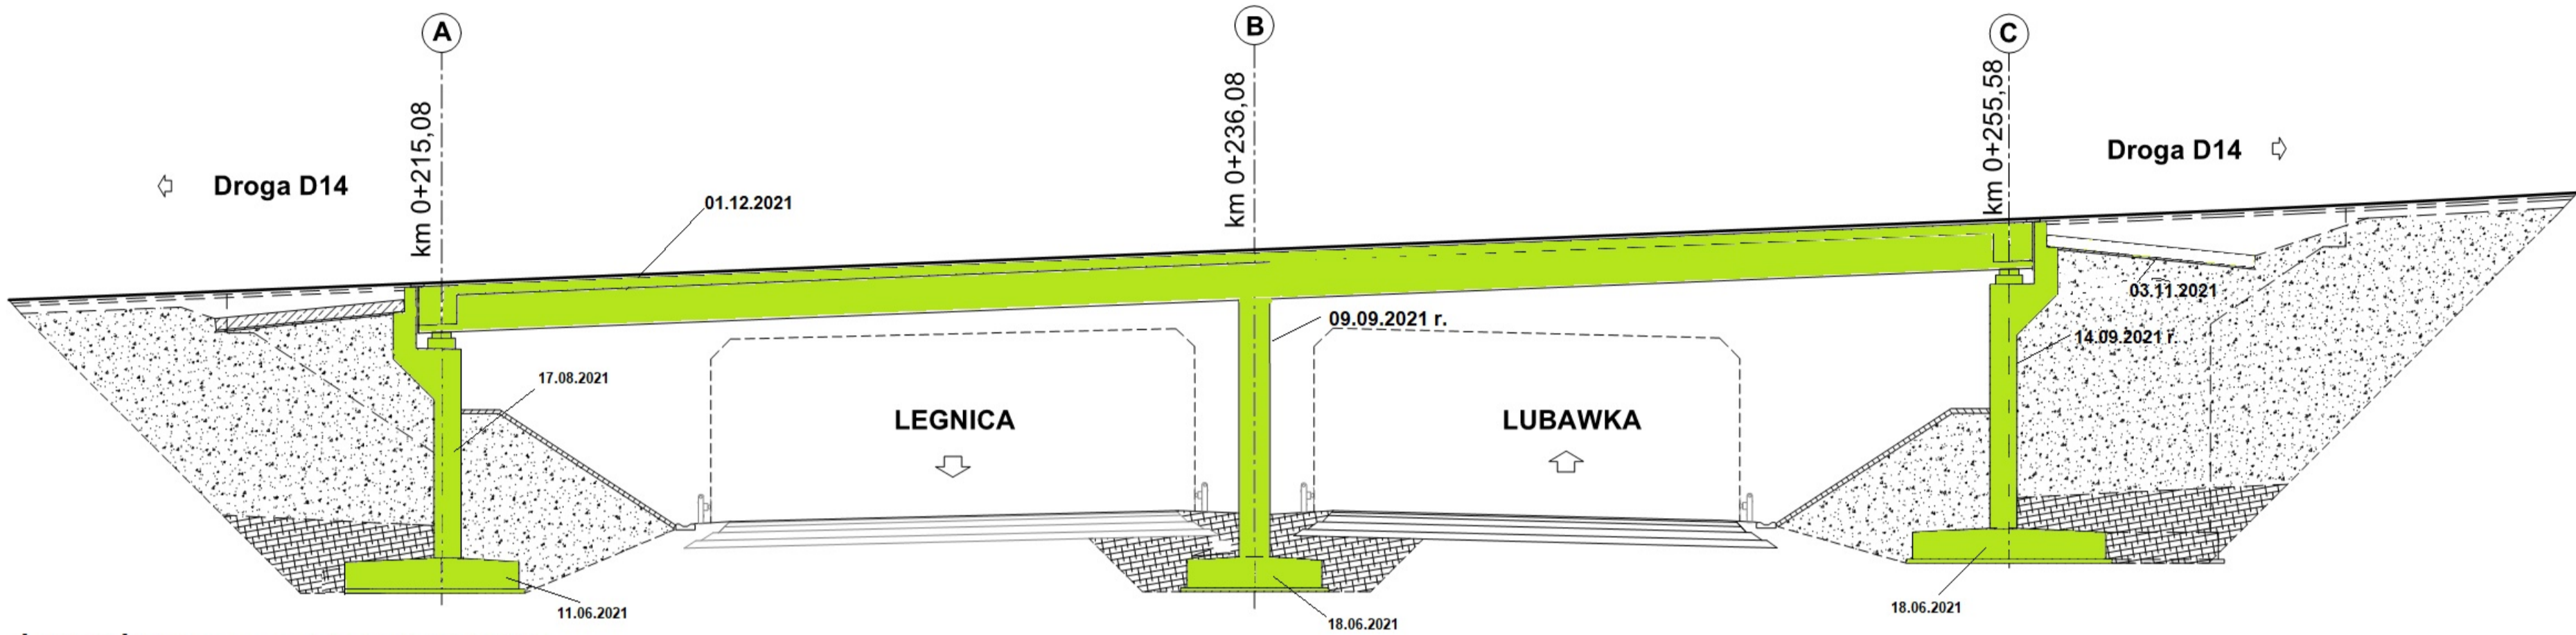 A
B
C
km 0+215,08
km 0+236,08
km 0+255,58
Droga D14
Droga D14
01.12.2021
03.11.2021
09.09.2021 r.
14.09.2021 r.
17.08.2021
LEGNICA
LUBAWKA
11.06.2021
18.06.2021
18.06.2021